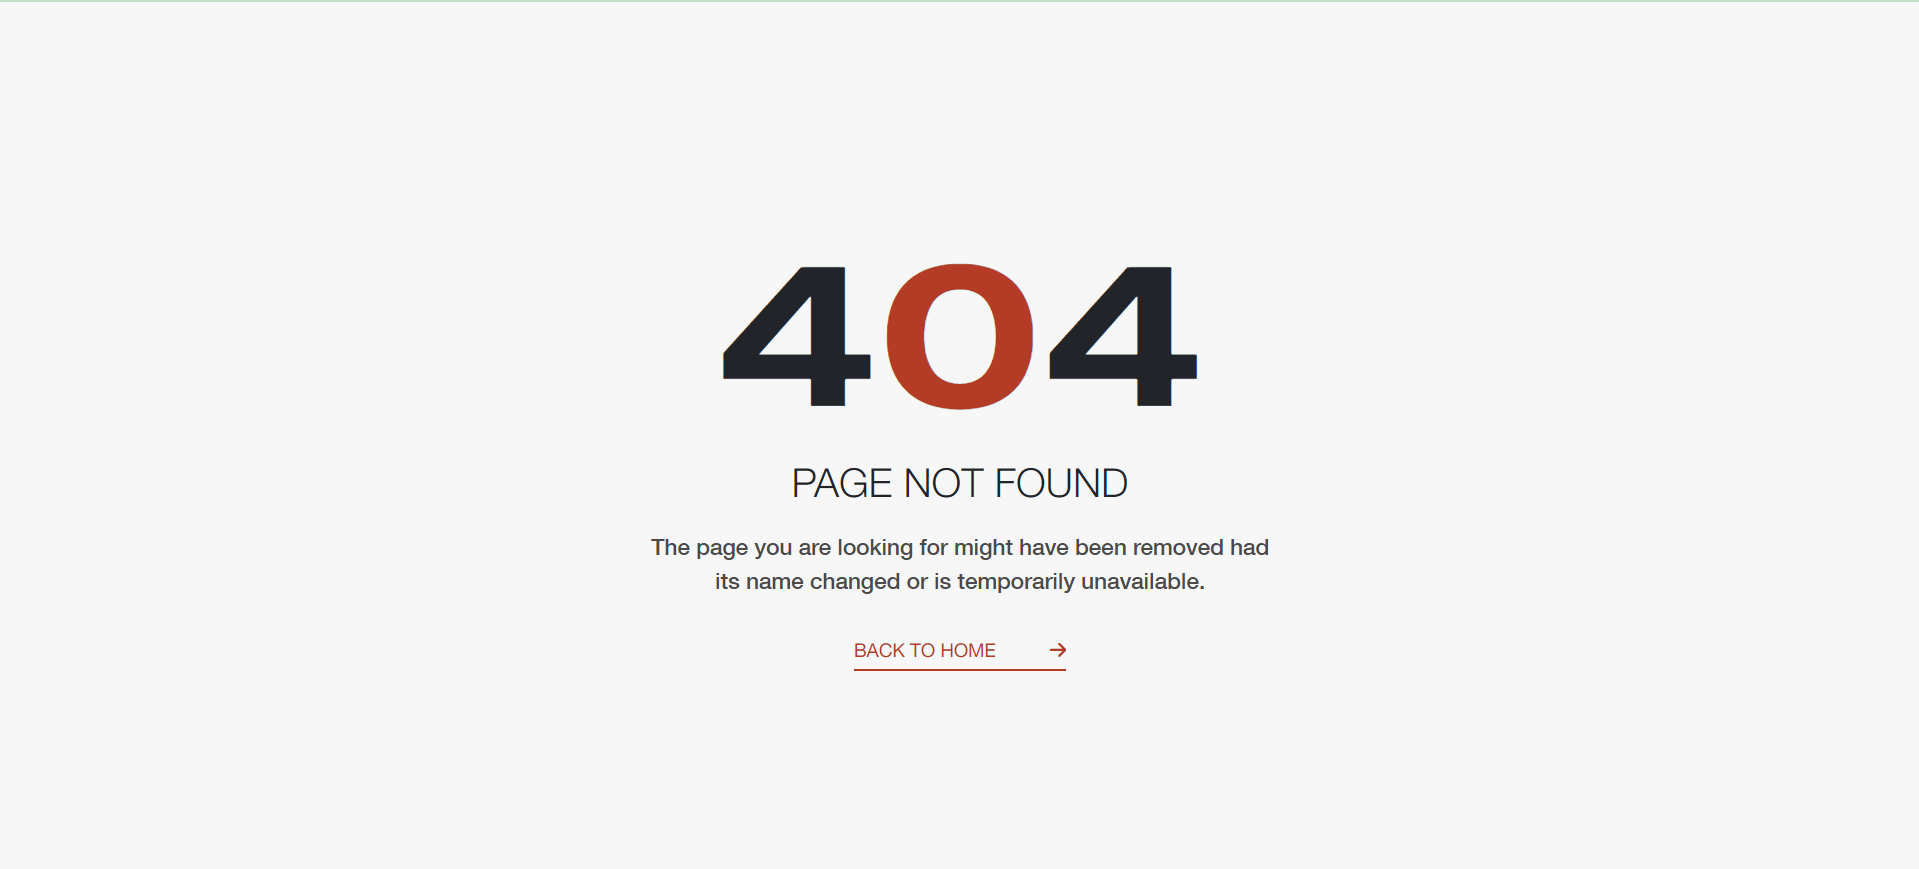 404
PAGE NOT FOUND
The page you are looking for might have been removed had
its name changed or is temporarily unavailable.
BACK TO HOME